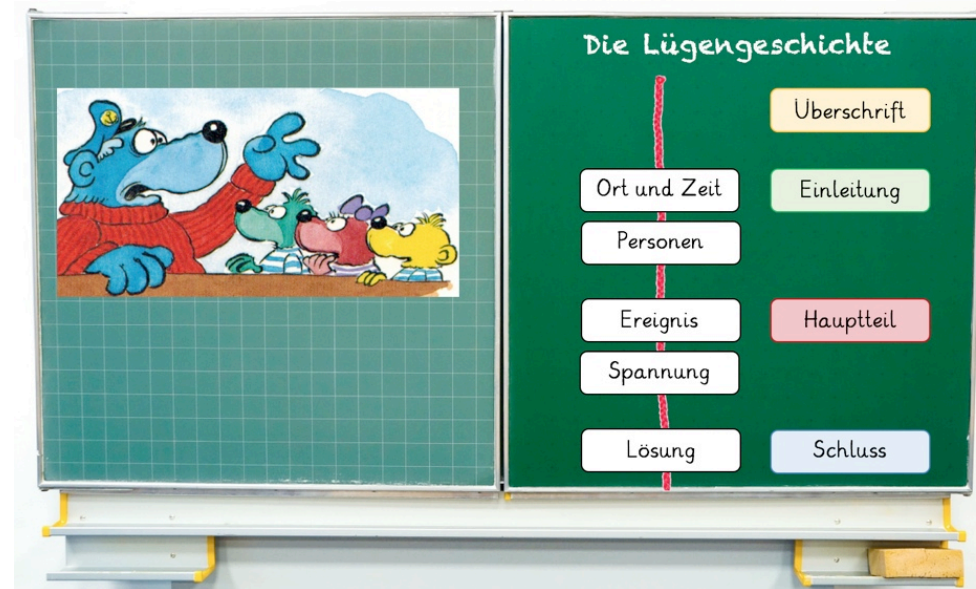 Die Lügengeschichte
Überschrift
Ort und Zeit
Einleitung
Personen
Ereignis
Hauptteil
Spannung
Lösung
Schluss